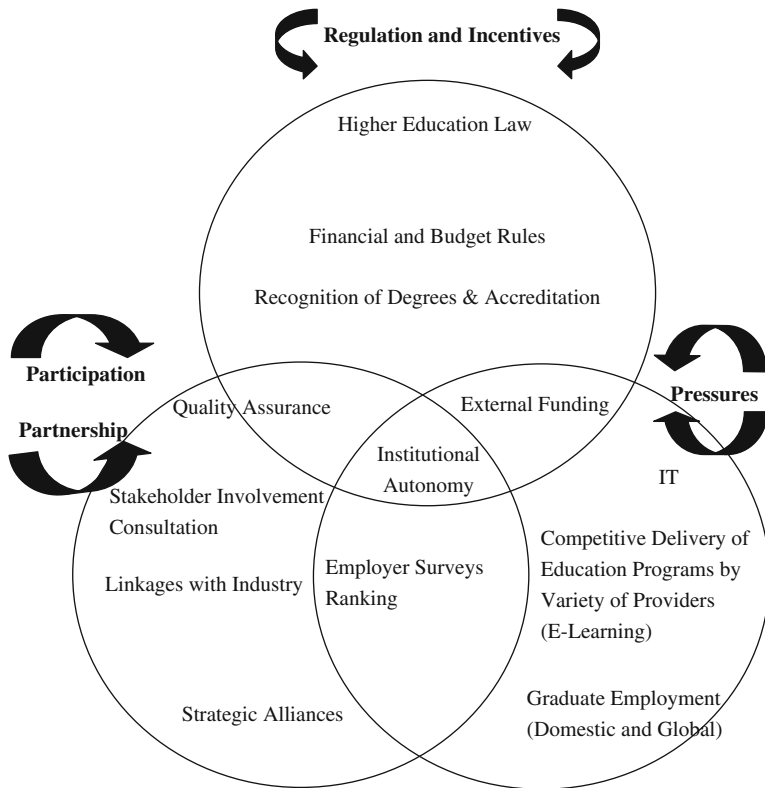 Regulation and Incentives
Higher Education Law
Financial and Budget Rules
Recognition of Degrees & Accreditation
Participation
Partnership
Pressures
Quality Assurance
External Funding
Institutional
Autonomy
IT
Stakeholder Involvement
Consultation
Linkages with Industry
Employer Surveys
Ranking
Competitive Delivery of
Education Programs by
Variety of Providers
(E-Learning)
Strategic Alliances
Graduate Employment
(Domestic and Global)